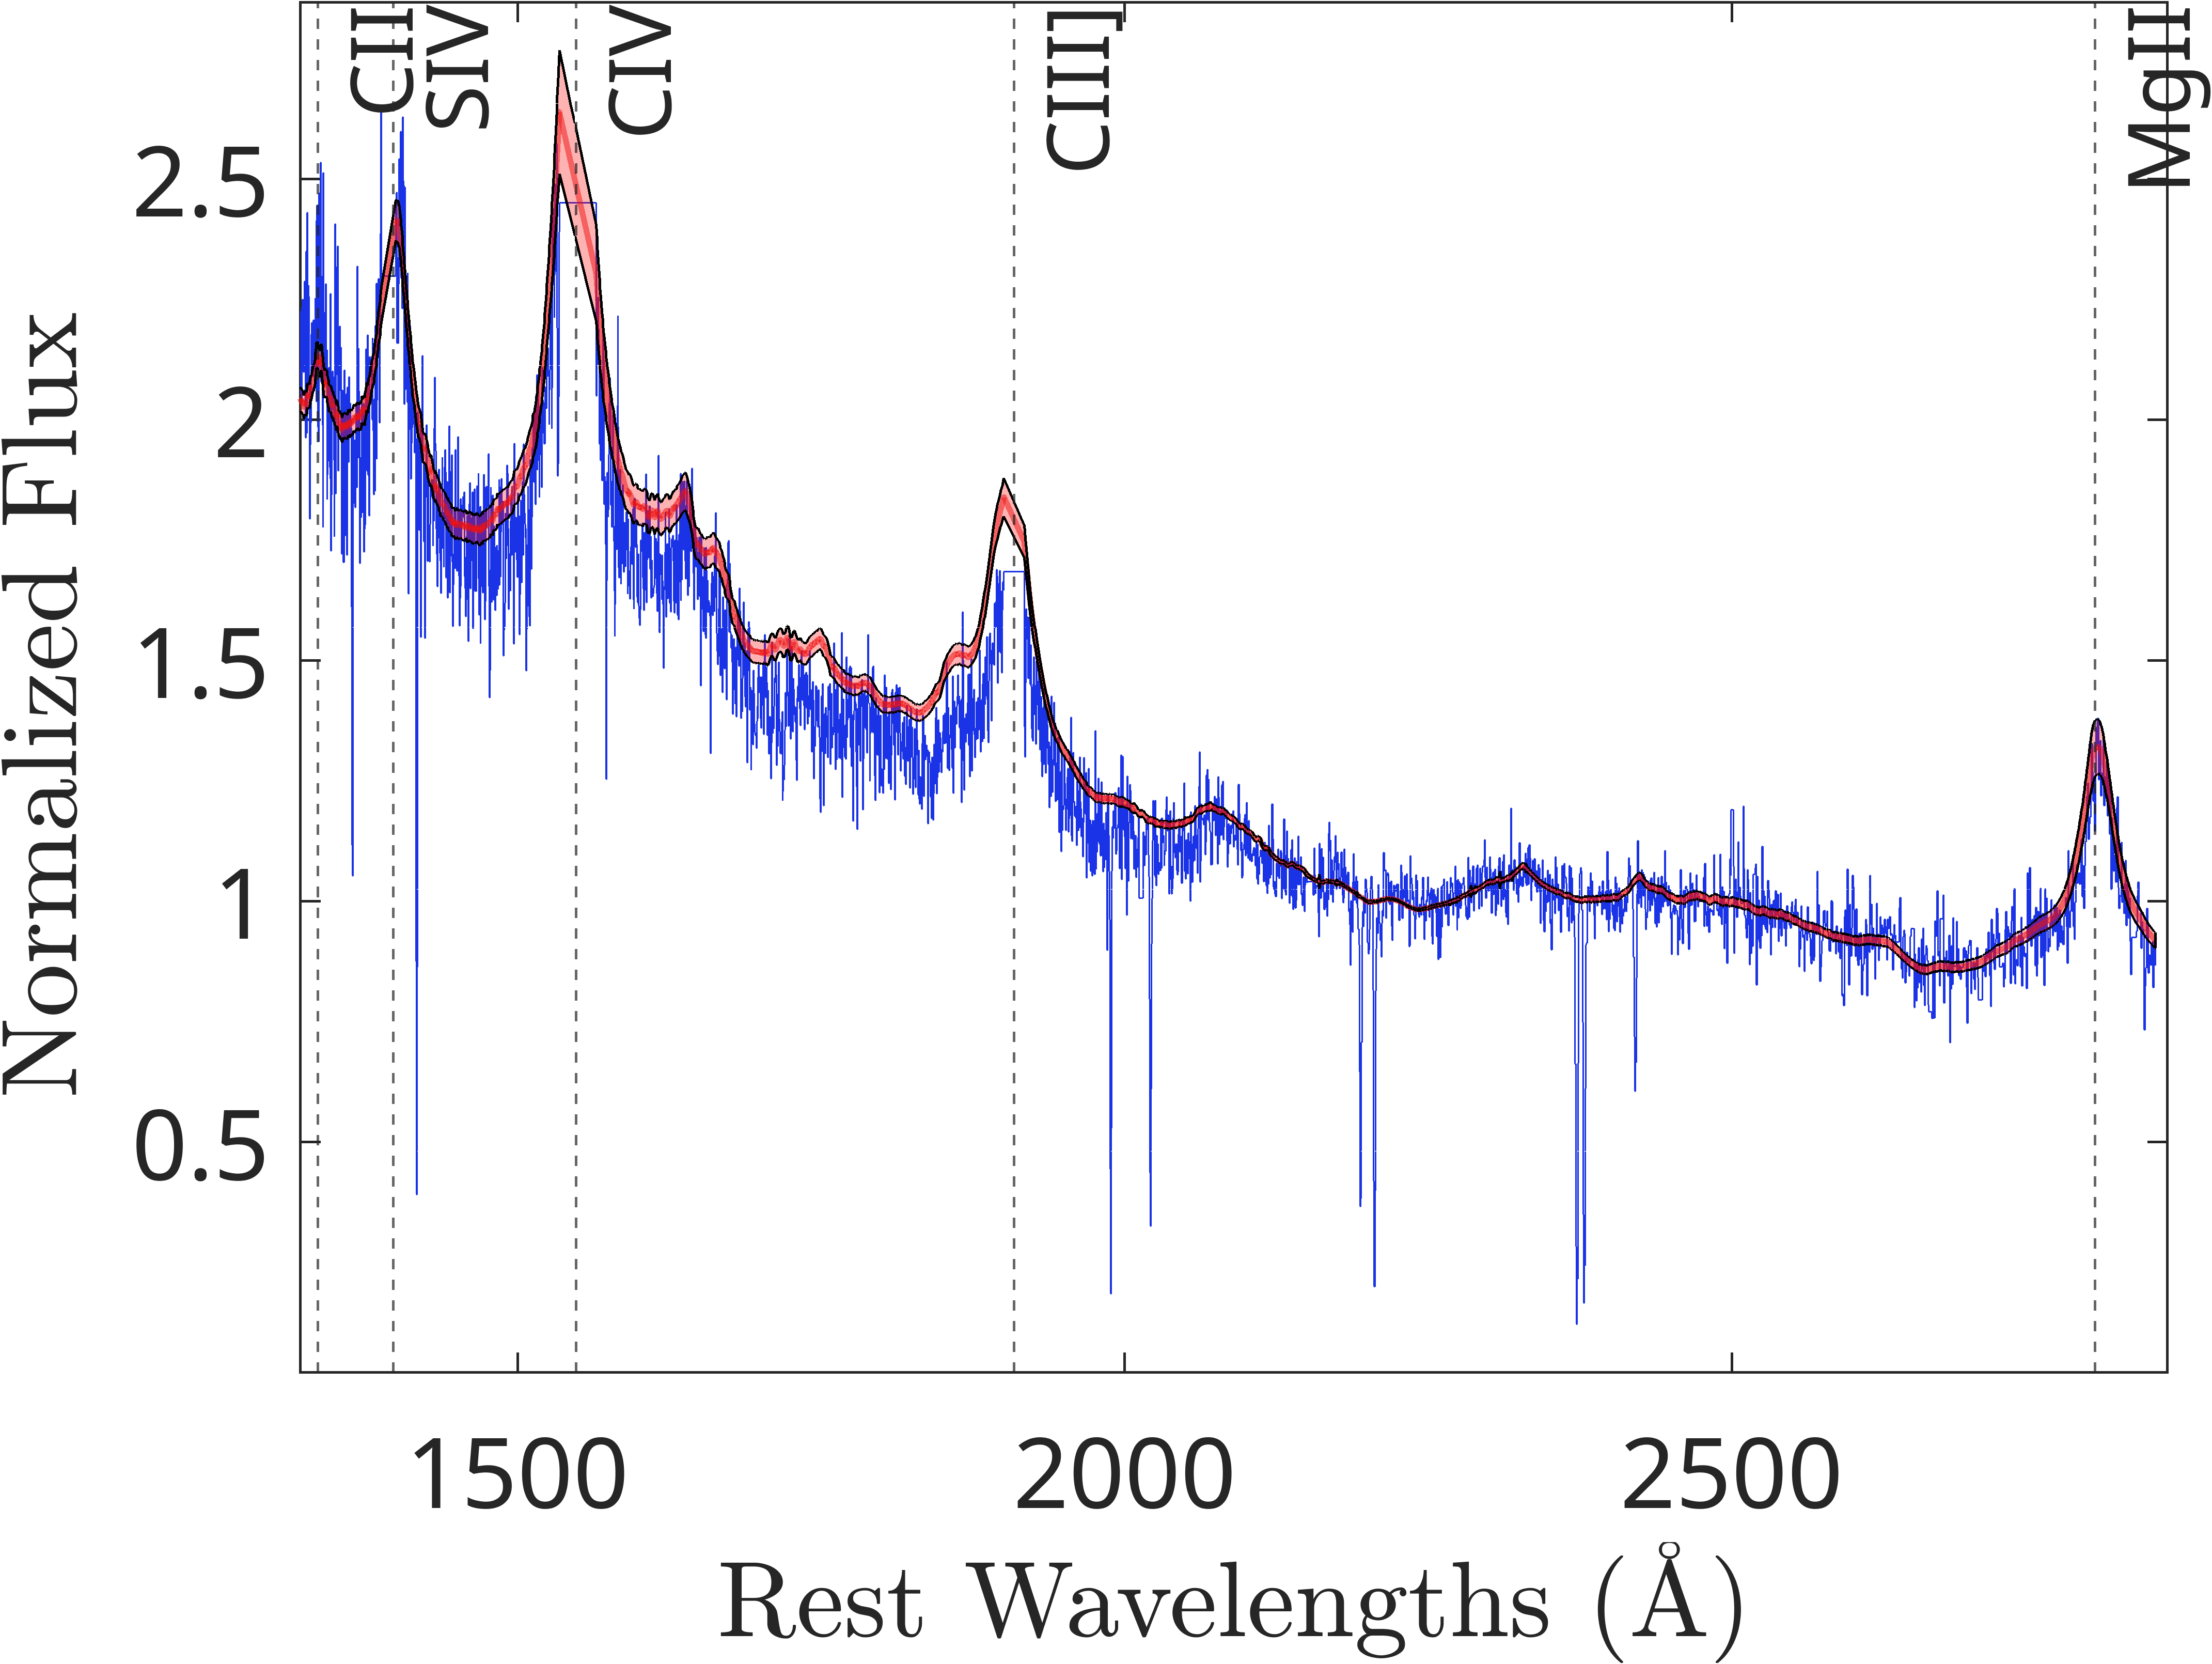 CII
SIV
CIV
CIII]
MgII
2.5
2
1.5
1
0.5
Normalized Flux
1500
2000
2500
Rest Wavelengths (Å)